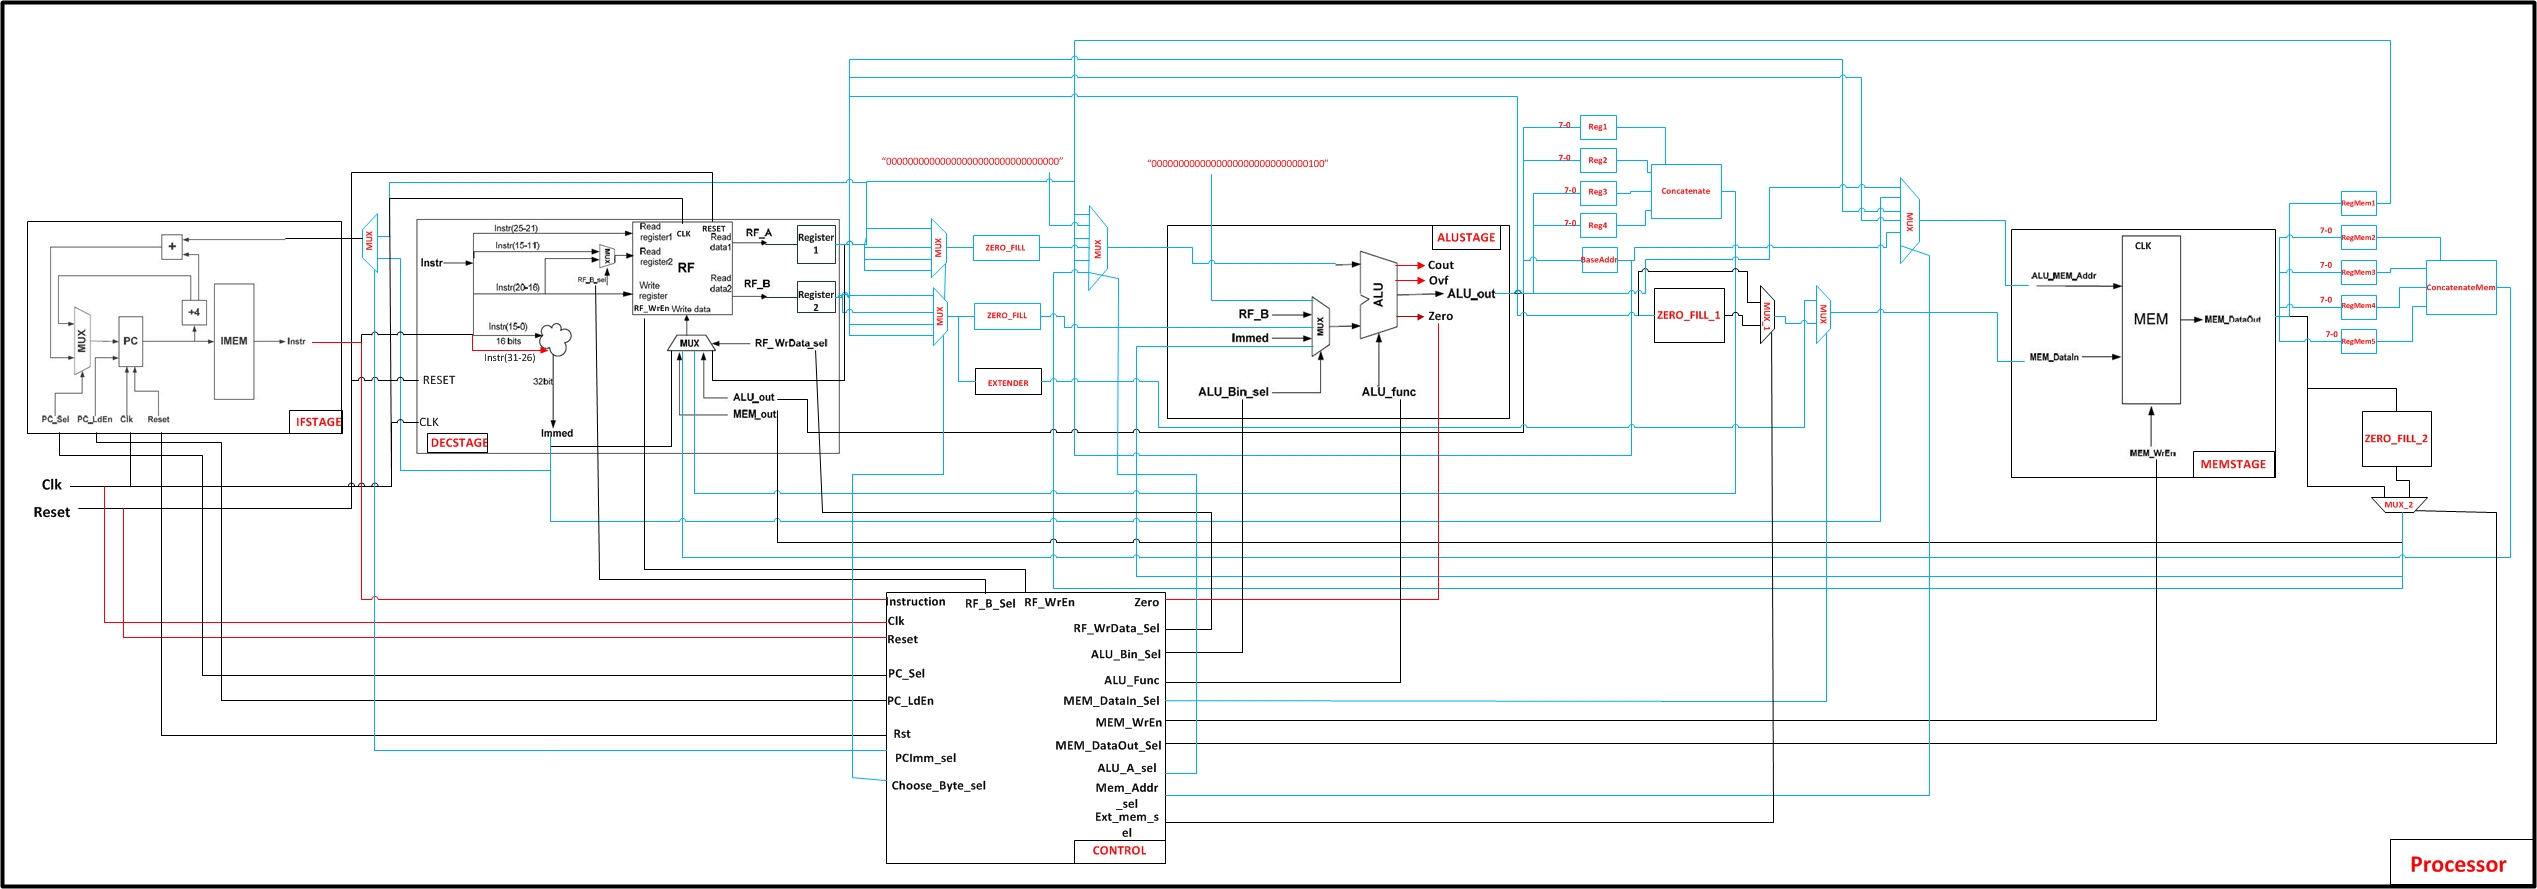 "00000000000000000000000000000000"
"00000000000000000000000000000100"
+
+4
MUX
PC
IMEM
Instr
PC_Sel
PC_LdEn
Clk
Reset
IFSTAGE
Clk
Reset
MUX
Instr
Instr(25-21)
Instr(15-11)
Instr(20-16)
Instr(15-0)
16 bits
Instr(31-26)
32bit
Immed
RESET
CLK
DECSTAGE
MUX
RF_B_sel
Read
register1
CLK
RESET
Read
data1
Read
register2
RF
Write
register
Read
data2
RF_WrEn
Write data
MUX
RF_WrData_sel
ALU_out
MEM_out
RF_A
RF_B
Register
1
Register
2
MUX
MUX
ZERO_FILL
ZERO_FILL
EXTENDER
MUX
ALUSTAGE
RF_B
Immed
MUX
ALU
Cout
Ovf
ALU_out
Zero
ALU_Bin_sel
ALU_func
7-0
Reg1
7-0
Reg2
7-0
Reg3
7-0
Reg4
BaseAddr
Concatenate
ZERO_FILL_1
MUX_1
MUX
MUX
CLK
ALU_MEM_Addr
MEM
MEM_DataOut
MEM_DataIn
MEM_WrEn
MEMSTAGE
RegMem1
7-0
RegMem2
7-0
RegMem3
7-0
RegMem4
7-0
RegMem5
ConcatenateMem
ZERO_FILL_2
MUX_2
Instruction
RF_B_Sel
RF_WrEn
Zero
Clk
Reset
RF_WrData_Sel
ALU_Bin_Sel
PC_Sel
ALU_Func
PC_LdEn
MEM_DataIn_Sel
MEM_WrEn
Rst
MEM_DataOut_Sel
PCImm_sel
ALU_A_sel
Choose_Byte_sel
Mem_Addr
_sel
Ext_mem_s
el
CONTROL
Processor